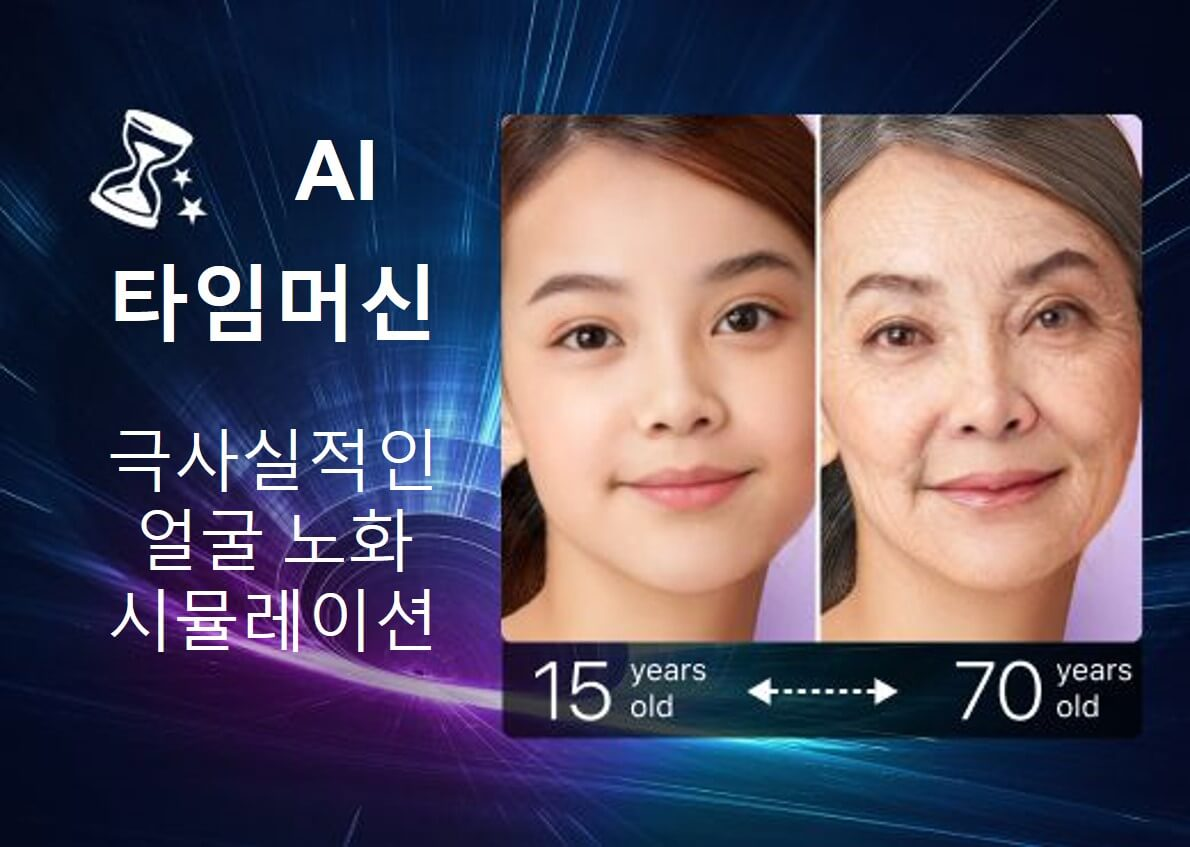 AI
타임머신
극사실적인
얼굴 노화
시뮬레이션
15 years old
70 years old